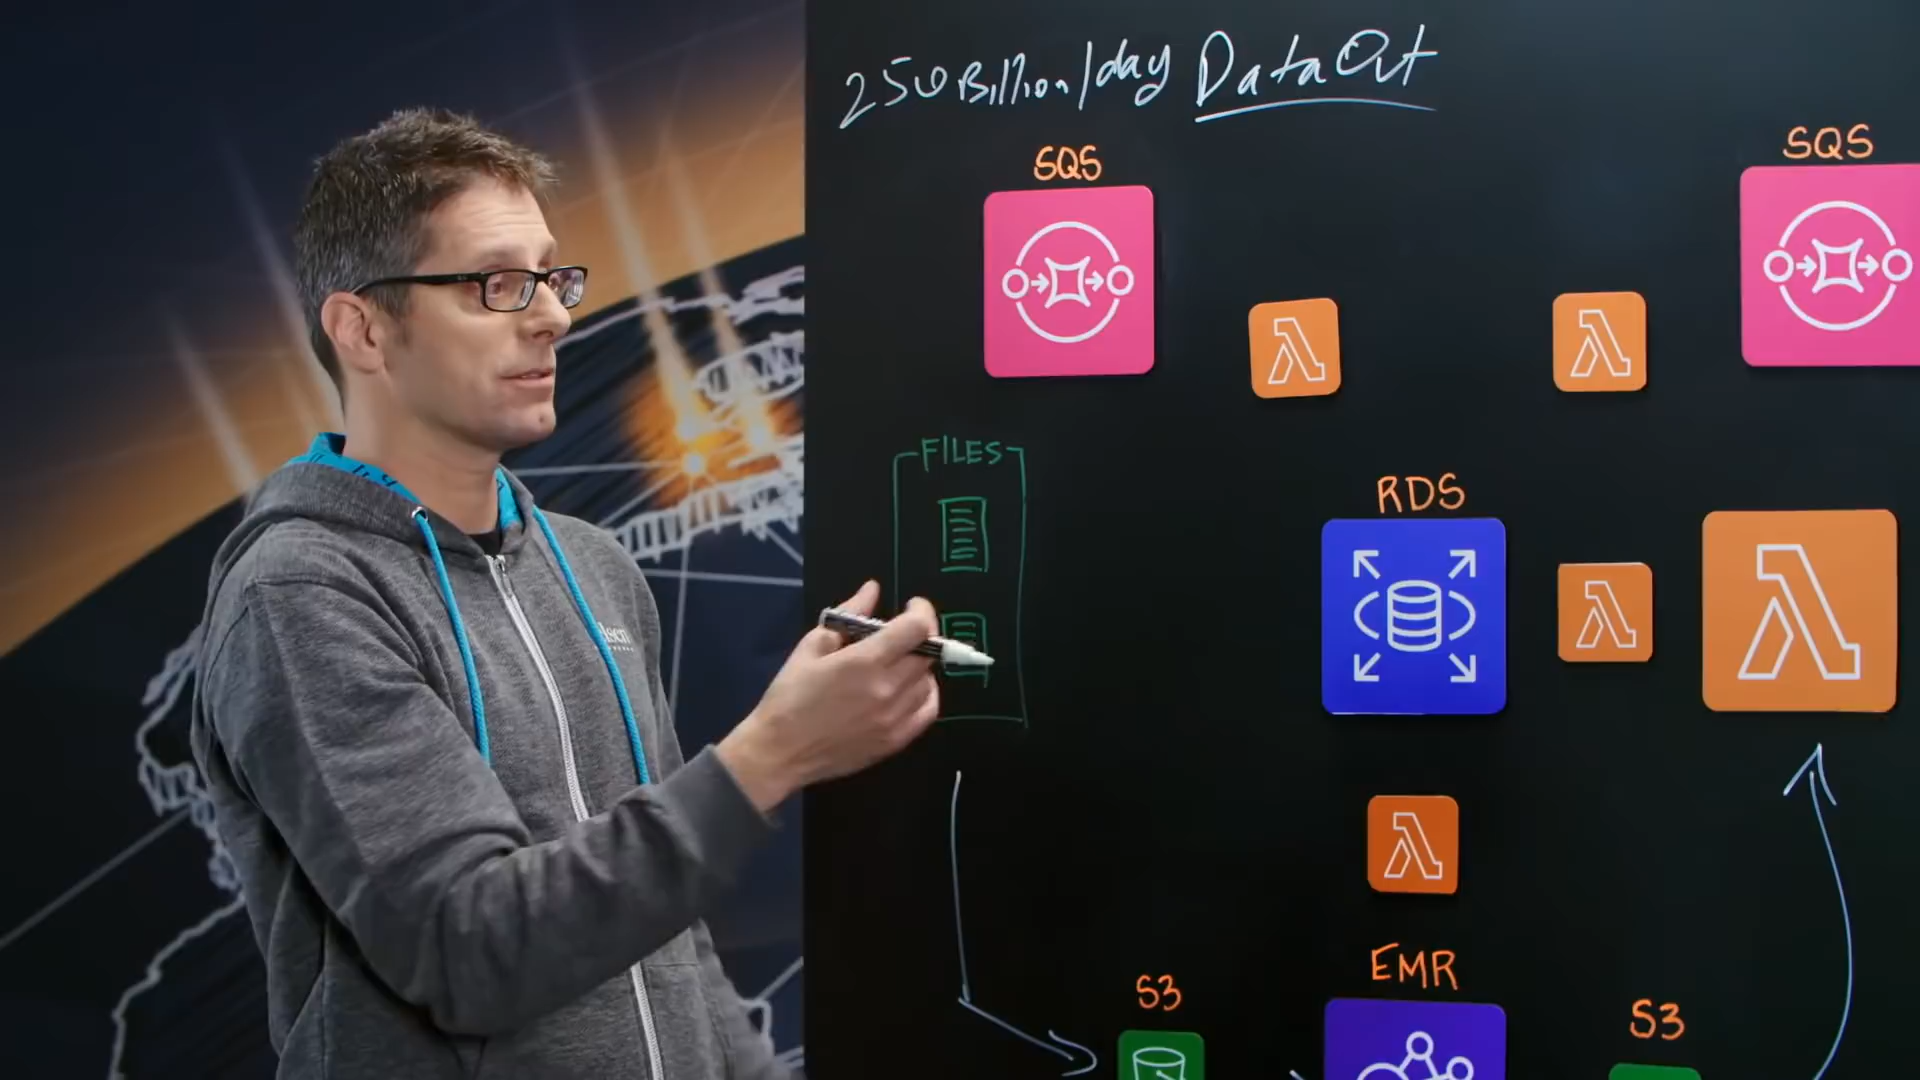 250 Billion/day Data Out
SQS
SQS
FILES
RDS
EMR
S3
S3